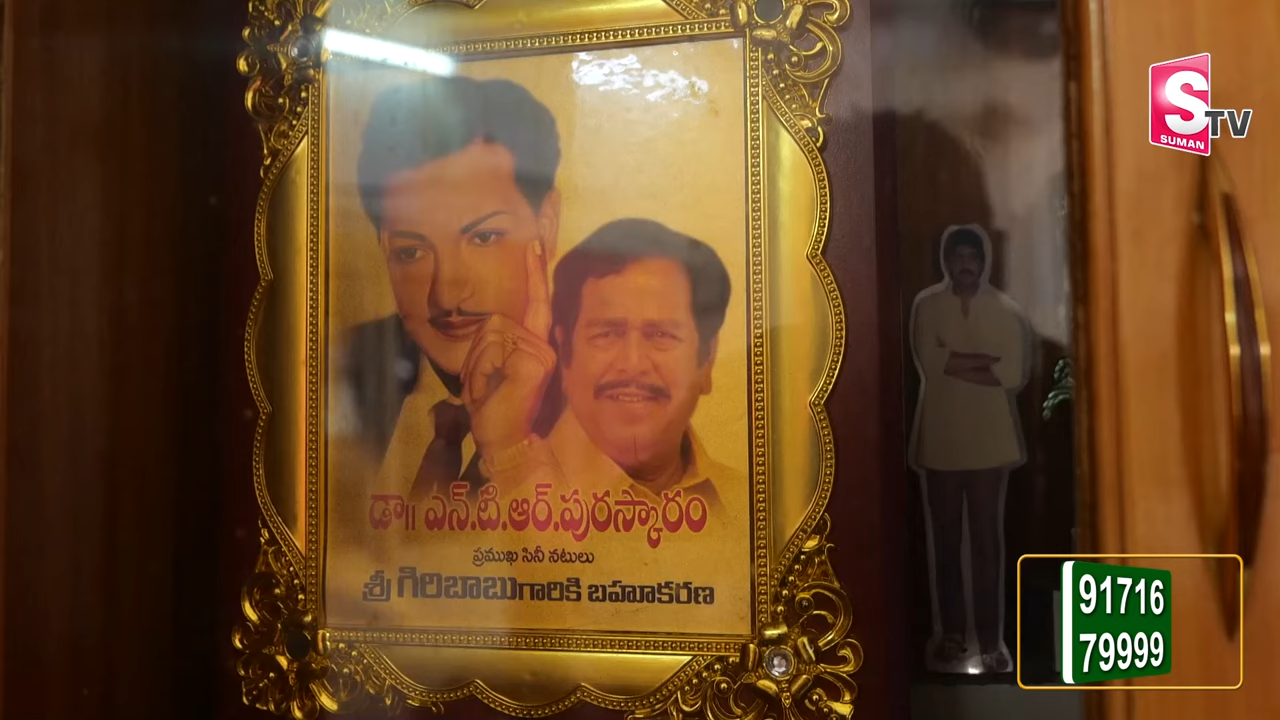 S
TV
SUMAN
డా॥ ఎన్.టి.ఆర్.పురస్కారం
ప్రముఖ సినీ నటులు
శ్రీ గిరిబాబుగారికి బహూకరణ
91716
79999